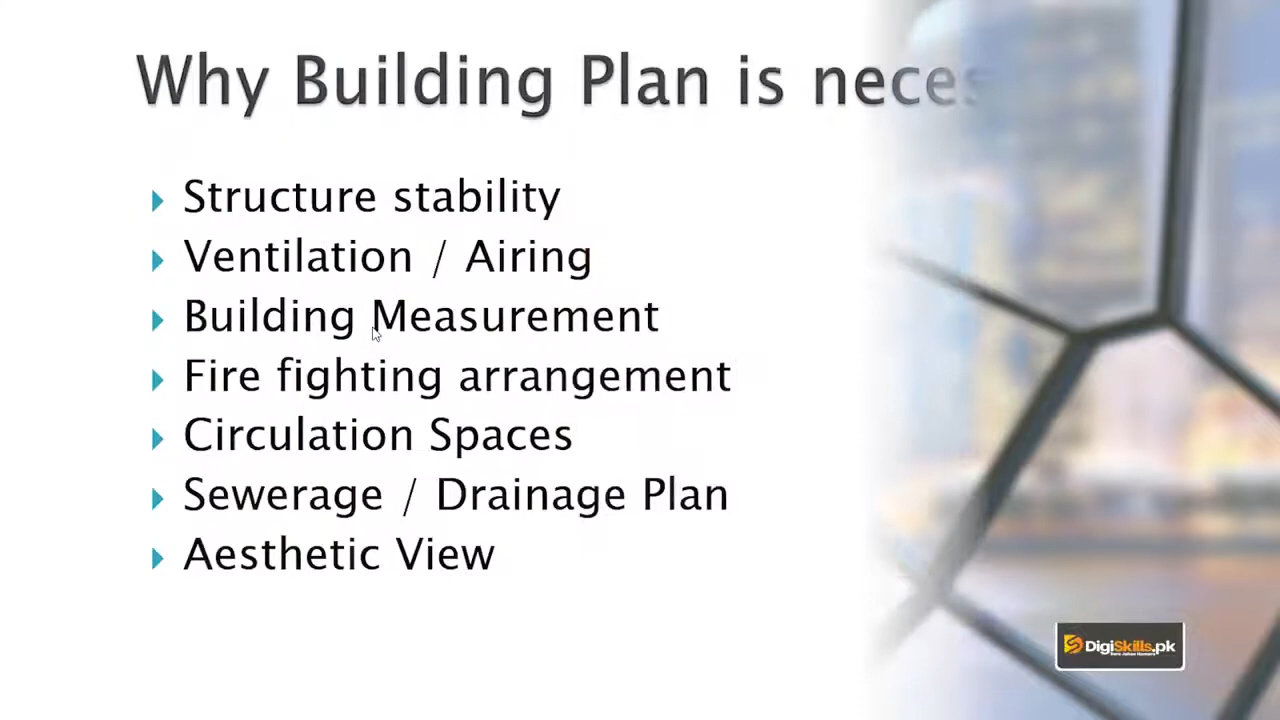 Why Building Plan is neces
Structure stability
Ventilation / Airing
Building Measurement
Fire fighting arrangement
Circulation Spaces
Sewerage / Drainage Plan
Aesthetic View
DigiSkills.pk